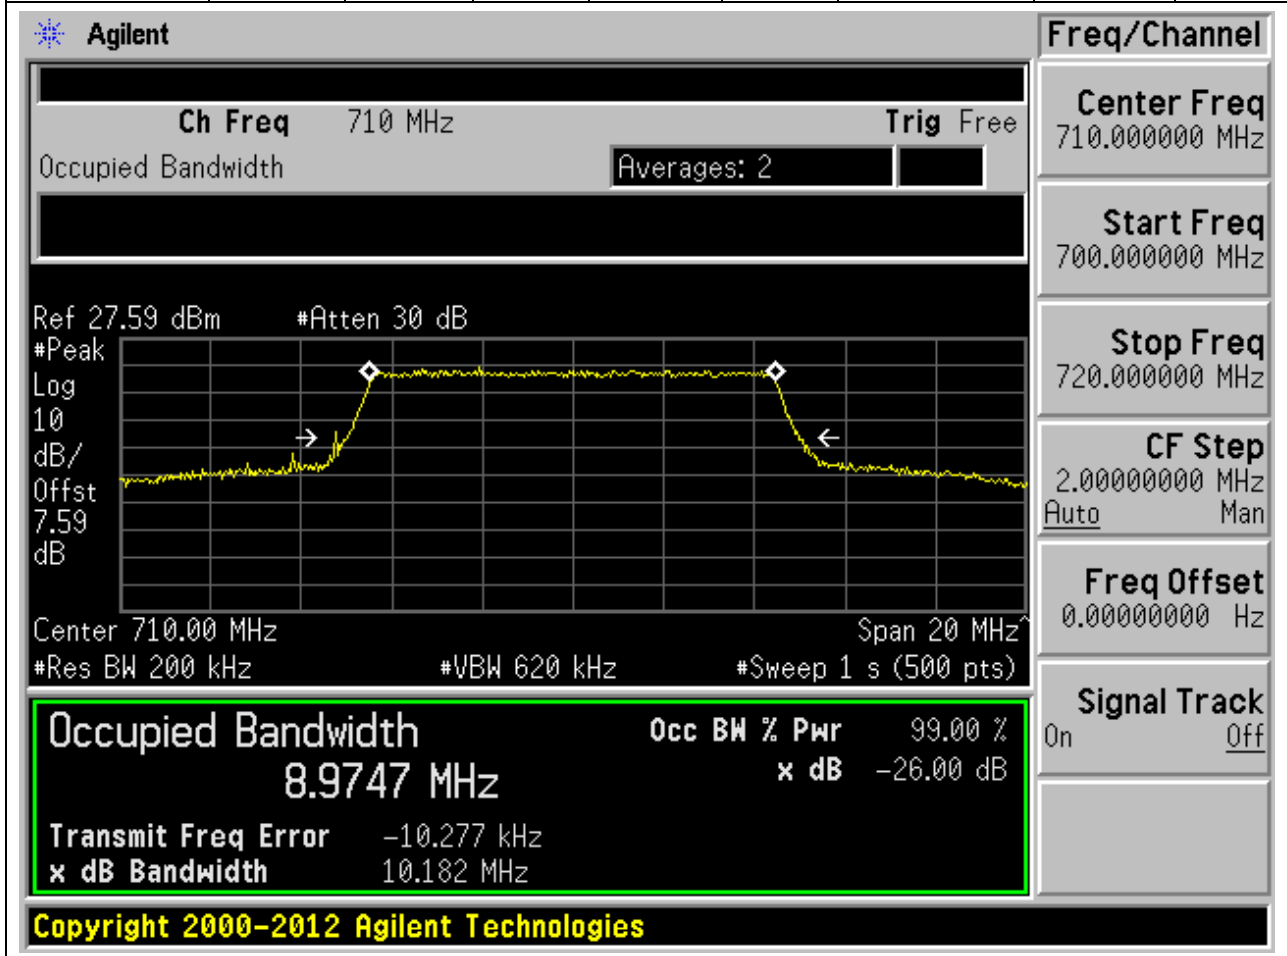 Agilent
Freq/Channel
Ch Freq 710 MHz Trig Free
Occupied Bandwidth Averages: 2
Center Freq
710.000000 MHz
Start Freq
700.000000 MHz
Stop Freq
720.000000 MHz
CF Step
2.00000000 MHz
Auto Man
Freq Offset
0.00000000 Hz
Signal Track
On Off
Ref 27.59 dBm #Atten 30 dB
#Peak
Log
10
dB/
Offst
7.59
dB
Center 710.00 MHz Span 20 MHz^
#Res BW 200 kHz #VBW 620 kHz #Sweep 1 s (500 pts)
Occupied Bandwidth Occ BW % Pwr 99.00 %
8.9747 MHz x dB -26.00 dB
Transmit Freq Error -10.277 kHz
x dB Bandwidth 10.182 MHz
Copyright 2000-2012 Agilent Technologies